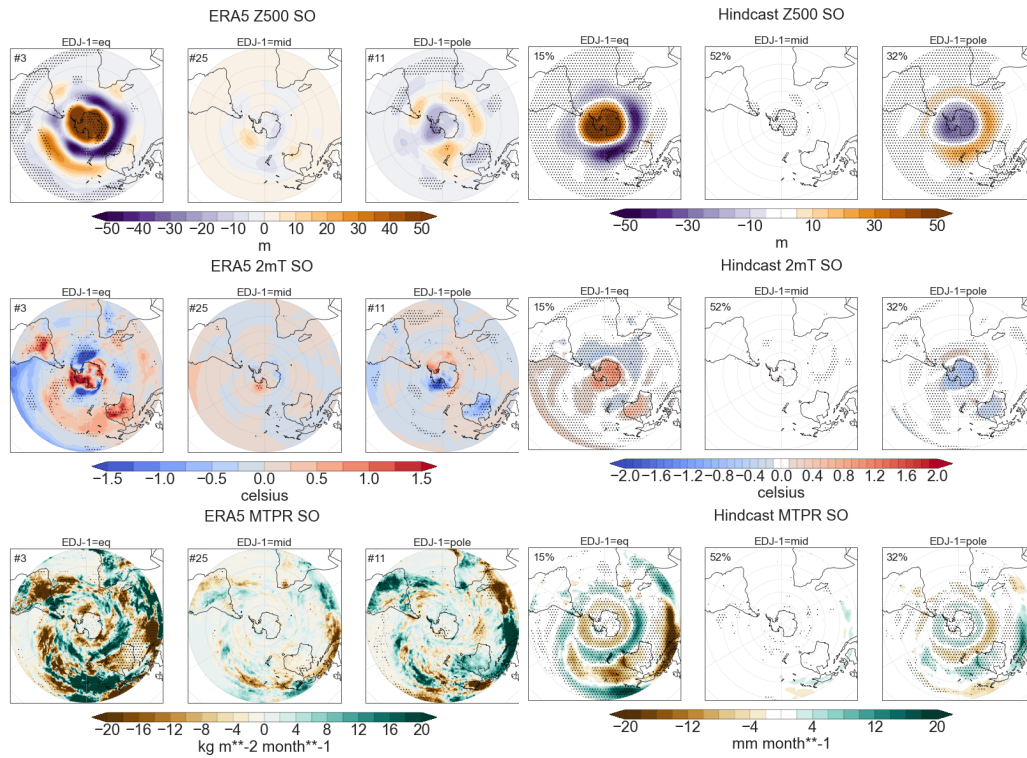 ERA5 Z500 SO
EDJ-1=eq EDJ-1=mid EDJ-1=pole
#3 #25 #11
−50 −40 −30 −20 −10 0 10 20 30 40 50
m
Hindcast Z500 SO
EDJ-1=eq EDJ-1=mid EDJ-1=pole
15% 52% 32%
−50 −30 −10 10 30 50
m
ERA5 2mT SO
EDJ-1=eq EDJ-1=mid EDJ-1=pole
#3 #25 #11
−1.5 −1.0 −0.5 0.0 0.5 1.0 1.5
celsius
Hindcast 2mT SO
EDJ-1=eq EDJ-1=mid EDJ-1=pole
15% 52% 32%
−2.0 −1.6 −1.2 −0.8 −0.4 0.0 0.4 0.8 1.2 1.6 2.0
celsius
ERA5 MTPR SO
EDJ-1=eq EDJ-1=mid EDJ-1=pole
#3 #25 #11
−20 −16 −12 −8 −4 0 4 8 12 16 20
kg m**-2 month**-1
Hindcast MTPR SO
EDJ-1=eq EDJ-1=mid EDJ-1=pole
15% 52% 32%
−20 −12 −4 4 12 20
mm month**-1